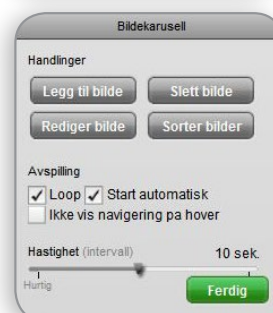 Bildekarusell
Handlinger
Legg til bilde Slett bilde
Rediger bilde Sorter bilder
Avspilling
Loop Start automatisk
Ikke vis navigering pa hover
Hastighet (intervall) 10 sek.
Hurtig
Ferdig